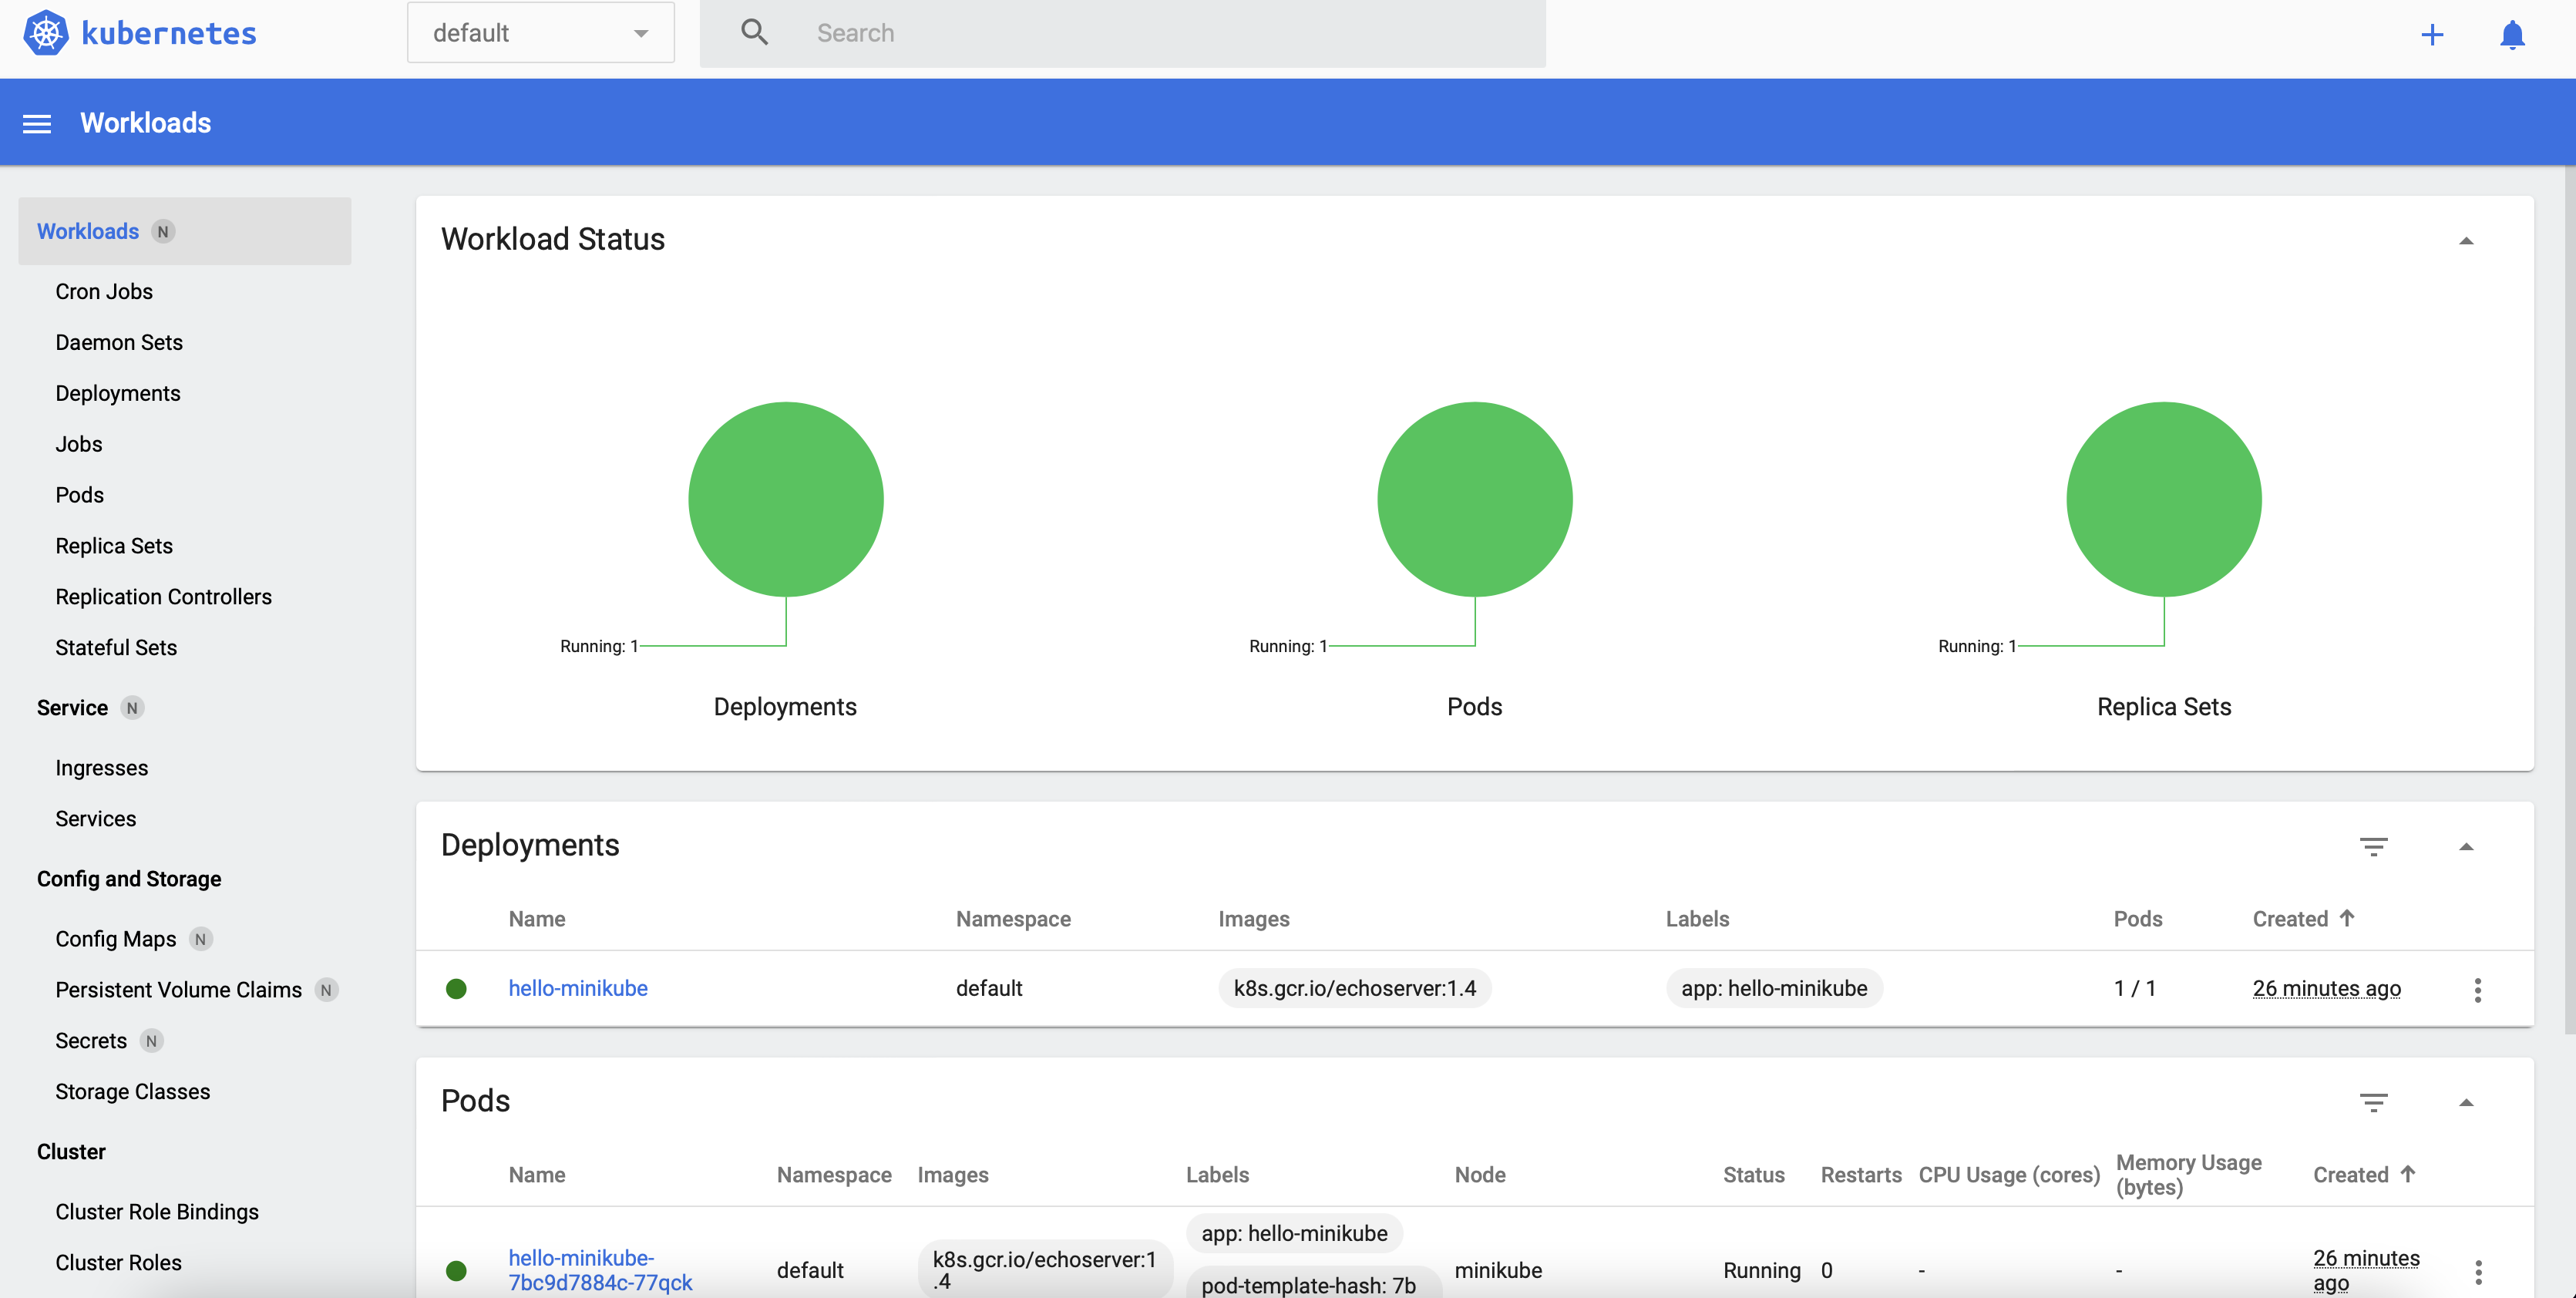 kubernetes
default
Search
Workloads
Workloads N
Cron Jobs
Daemon Sets
Deployments
Jobs
Pods
Replica Sets
Replication Controllers
Stateful Sets
Service N
Ingresses
Services
Config and Storage
Config Maps N
Persistent Volume Claims N
Secrets N
Storage Classes
Cluster
Cluster Role Bindings
Cluster Roles
Workload Status
Running: 1
Deployments
Running: 1
Pods
Running: 1
Replica Sets
Deployments
Name Namespace Images Labels Pods Created
hello-minikube default k8s.gcr.io/echoserver:1.4 app: hello-minikube 1 / 1 26 minutes ago
Pods
Name Namespace Images Labels Node Status Restarts CPU Usage (cores) Memory Usage
(bytes) Created
app: hello-minikube
hello-minikube-
7bc9d7884c-77qck
default
k8s.gcr.io/echoserver:1
.4
pod-template-hash: 7b
minikube
Running
0
-
-
26 minutes
ago